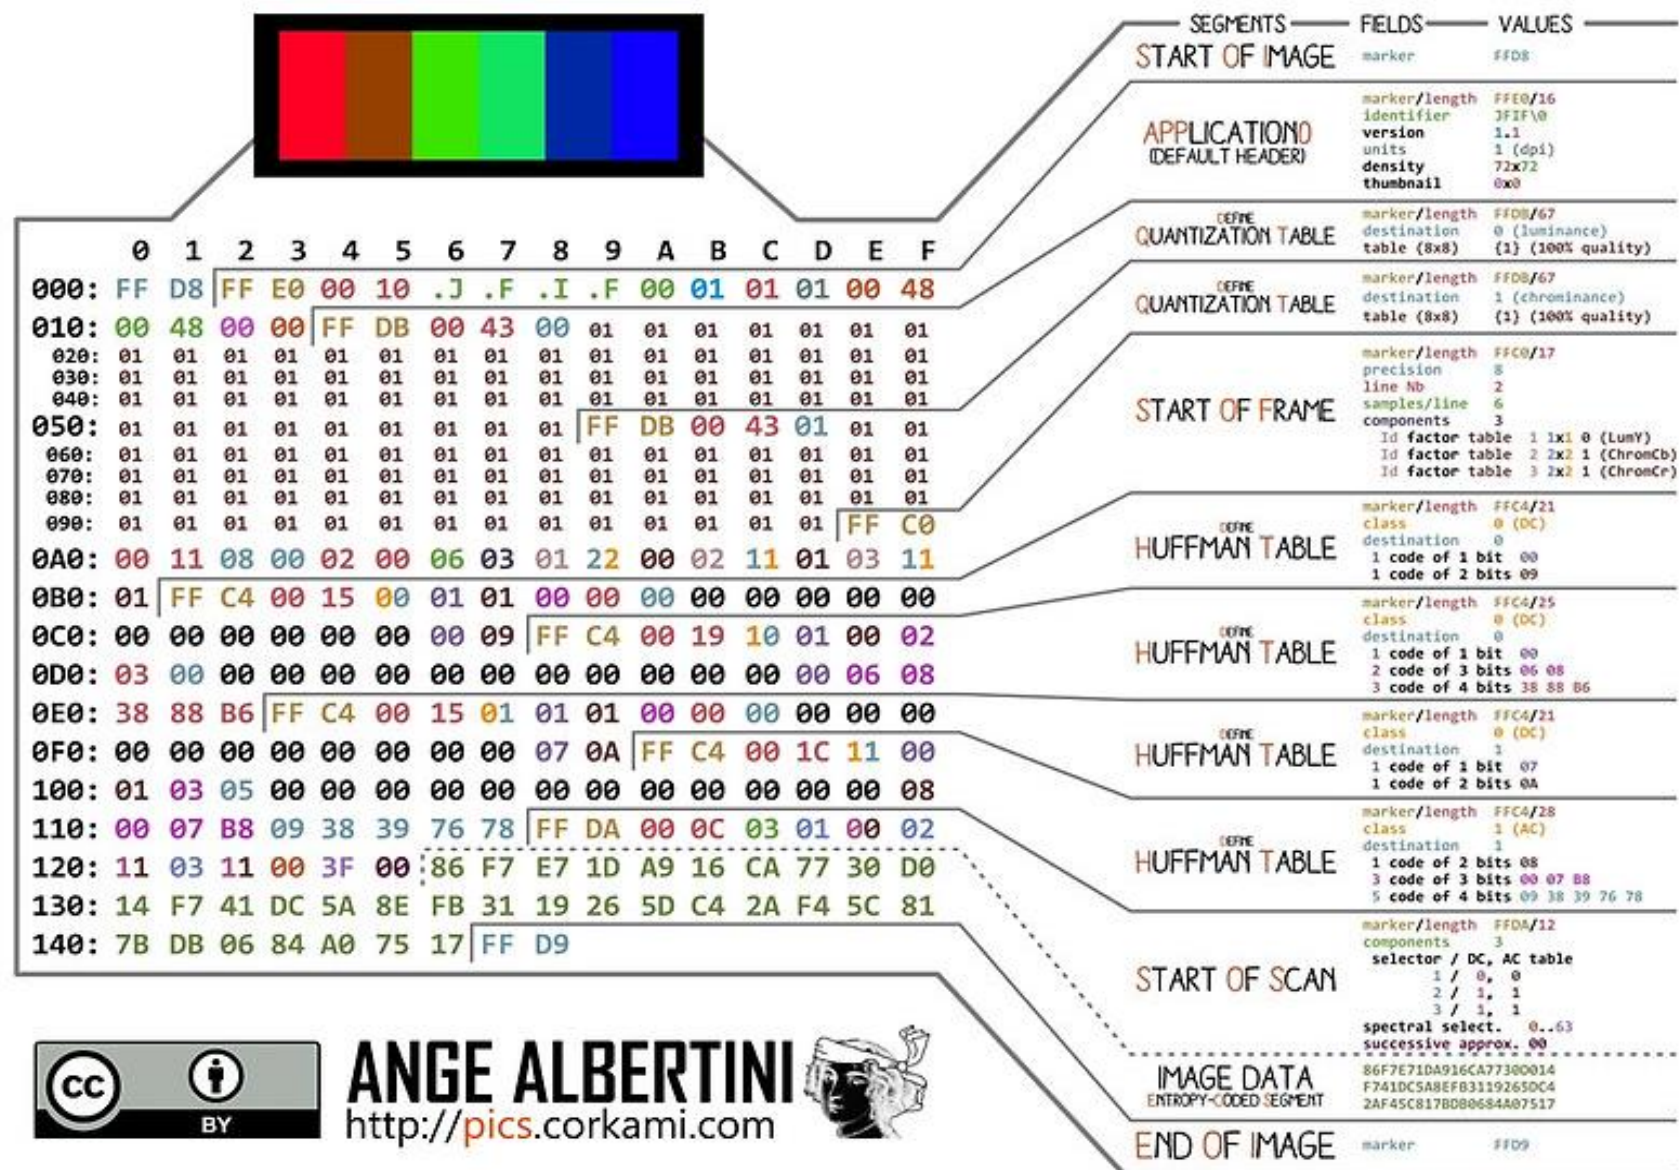 0 1 2 3 4 5 6 7 8 9 A B C D E F
000: FF D8 FF E0 00 10 .J .F .I .F 00 01 01 01 00 48
010: 00 48 00 00 FF DB 00 43 00 01 01 01 01 01 01 01
020: 01 01 01 01 01 01 01 01 01 01 01 01 01 01 01 01
030: 01 01 01 01 01 01 01 01 01 01 01 01 01 01 01 01
040: 01 01 01 01 01 01 01 01 01 01 01 01 01 01 01 01
050: 01 01 01 01 01 01 01 01 01 FF DB 00 43 01 01 01
060: 01 01 01 01 01 01 01 01 01 01 01 01 01 01 01 01
070: 01 01 01 01 01 01 01 01 01 01 01 01 01 01 01 01
080: 01 01 01 01 01 01 01 01 01 01 01 01 01 01 01 01
090: 01 01 01 01 01 01 01 01 01 01 01 01 01 01 FF C0
0A0: 00 11 08 00 02 00 06 03 01 22 00 02 11 01 03 11
0B0: 01 FF C4 00 15 00 01 01 00 00 00 00 00 00 00 00
0C0: 00 00 00 00 00 00 00 09 FF C4 00 19 10 01 00 02
0D0: 03 00 00 00 00 00 00 00 00 00 00 00 00 00 06 08
0E0: 38 88 B6 FF C4 00 15 01 01 01 00 00 00 00 00 00
0F0: 00 00 00 00 00 00 00 00 07 0A FF C4 00 1C 11 00
100: 01 03 05 00 00 00 00 00 00 00 00 00 00 00 00 08
110: 00 07 B8 09 38 39 76 78 FF DA 00 0C 03 01 00 02
120: 11 03 11 00 3F 00 86 F7 E7 1D A9 16 CA 77 30 D0
130: 14 F7 41 DC 5A 8E FB 31 19 26 5D C4 2A F4 5C 81
140: 7B DB 06 84 A0 75 17 FF D9
SEGMENTS FIELDS VALUES
START OF IMAGE
marker FFD8
APPLICATION0
(DEFAULT HEADER)
marker/length FFE0/16
identifier JFIF\0
version 1.1
units 1 (dpi)
density 72x72
thumbnail 0x0
DEFINE
QUANTIZATION TABLE
marker/length FFDB/67
destination 0 (luminance)
table (8x8) {1} (100% quality)
DEFINE
QUANTIZATION TABLE
marker/length FFDB/67
destination 1 (chrominance)
table (8x8) {1} (100% quality)
START OF FRAME
marker/length FFC0/17
precision 8
line Nb 2
samples/line 6
components 3
Id factor table 1 1x1 0 (LumY)
Id factor table 2 2x2 1 (ChromCb)
Id factor table 3 2x2 1 (ChromCr)
DEFINE
HUFFMAN TABLE
marker/length FFC4/21
class 0 (DC)
destination 0
1 code of 1 bit 00
1 code of 2 bits 09
DEFINE
HUFFMAN TABLE
marker/length FFC4/25
class 0 (DC)
destination 0
1 code of 1 bit 00
2 code of 3 bits 06 08
3 code of 4 bits 38 88 B6
DEFINE
HUFFMAN TABLE
marker/length FFC4/21
class 0 (DC)
destination 1
1 code of 1 bit 07
1 code of 2 bits 0A
DEFINE
HUFFMAN TABLE
marker/length FFC4/28
class 1 (AC)
destination 1
1 code of 2 bits 08
3 code of 3 bits 00 07 B8
5 code of 4 bits 09 38 39 76 78
START OF SCAN
marker/length FFDA/12
components 3
selector / DC, AC table
1 / 0, 0
2 / 1, 1
3 / 1, 1
spectral select. 0..63
successive approx. 00
IMAGE DATA
ENTROPY-CODED SEGMENT
86F7E71DA916CA7730D014
F741DC5A8EFB3119265DC4
2AF45C817BDB0684A07517
END OF IMAGE
marker FFD9
cc
BY
ANGE ALBERTINI
http://pics.corkami.com